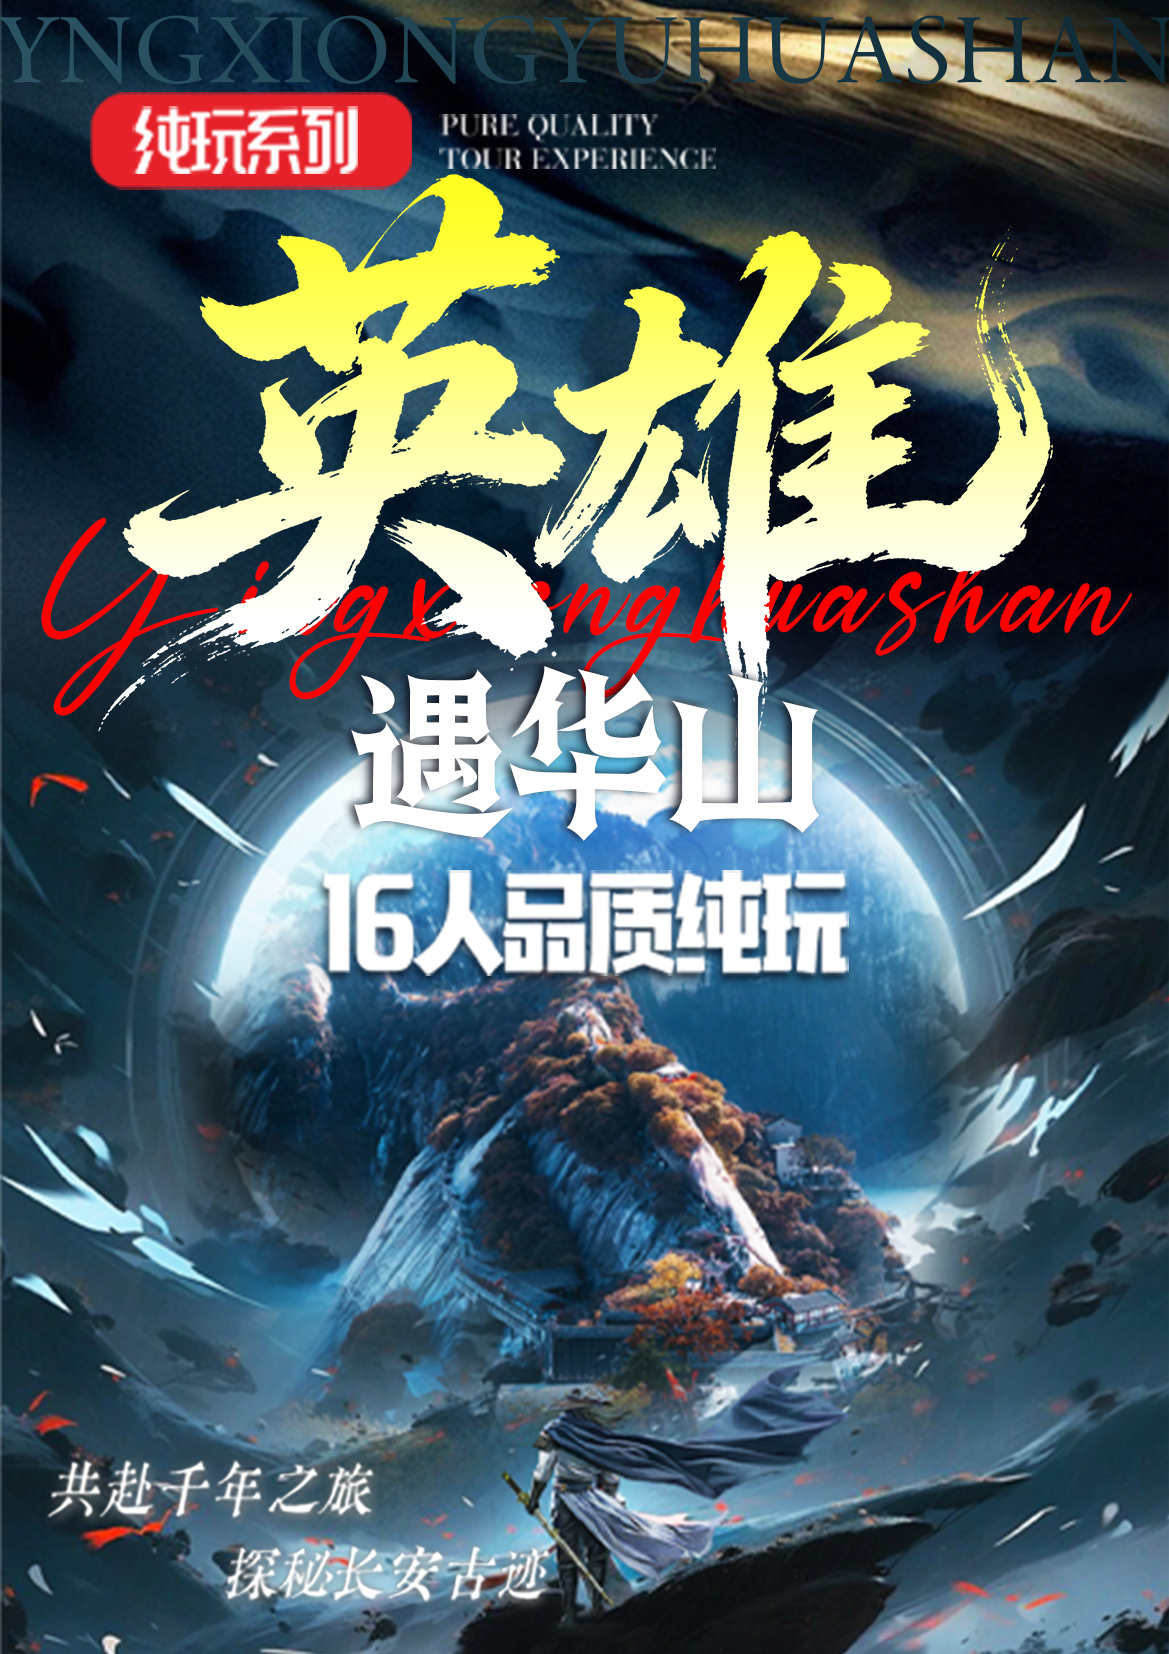 YNGXIONGYUHUASHAN
纯玩系列
PURE QUALITY
TOUR EXPERIENCE
英雄
Yingxionghuashan
遇华山
16人品质纯玩
共赴千年之旅
探秘长安古迹